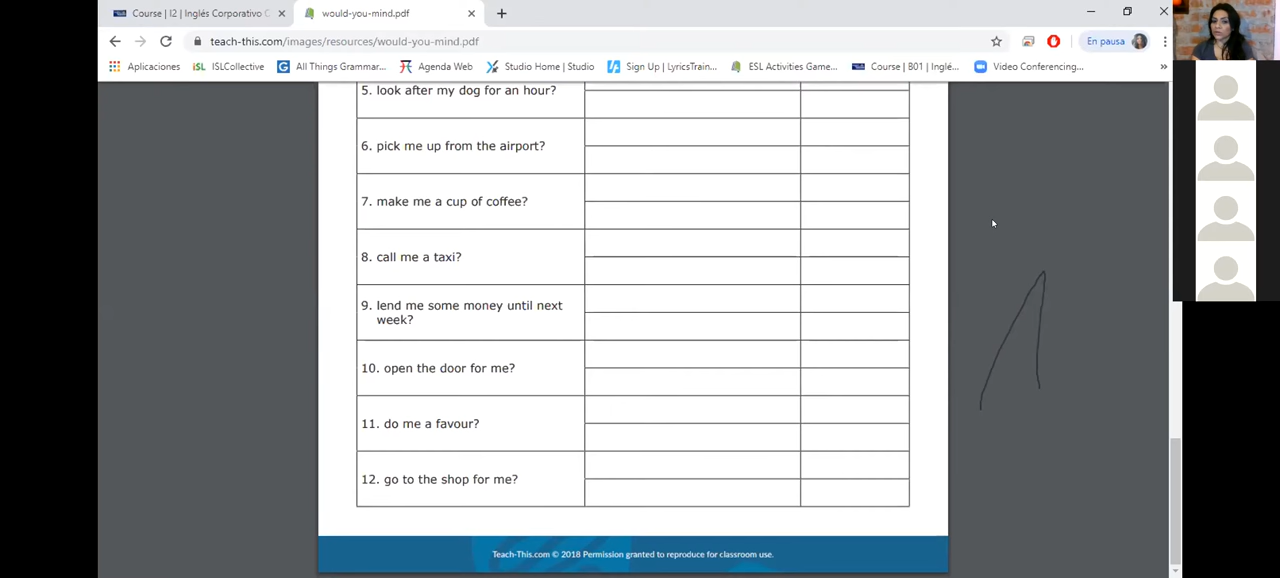 Course | I2 | Inglés Corporativo C
would-you-mind.pdf
teach-this.com/images/resources/would-you-mind.pdf
En pausa
Aplicaciones
ISLCollective
All Things Grammar...
Agenda Web
Studio Home | Studio
Sign Up | LyricsTrain...
ESL Activities Game...
Course | B01 | Inglé...
Video Conferencing...
5. look after my dog for an hour?
6. pick me up from the airport?
7. make me a cup of coffee?
8. call me a taxi?
9. lend me some money until next
week?
10. open the door for me?
11. do me a favour?
12. go to the shop for me?
Teach-This.com © 2018 Permission granted to reproduce for classroom use.